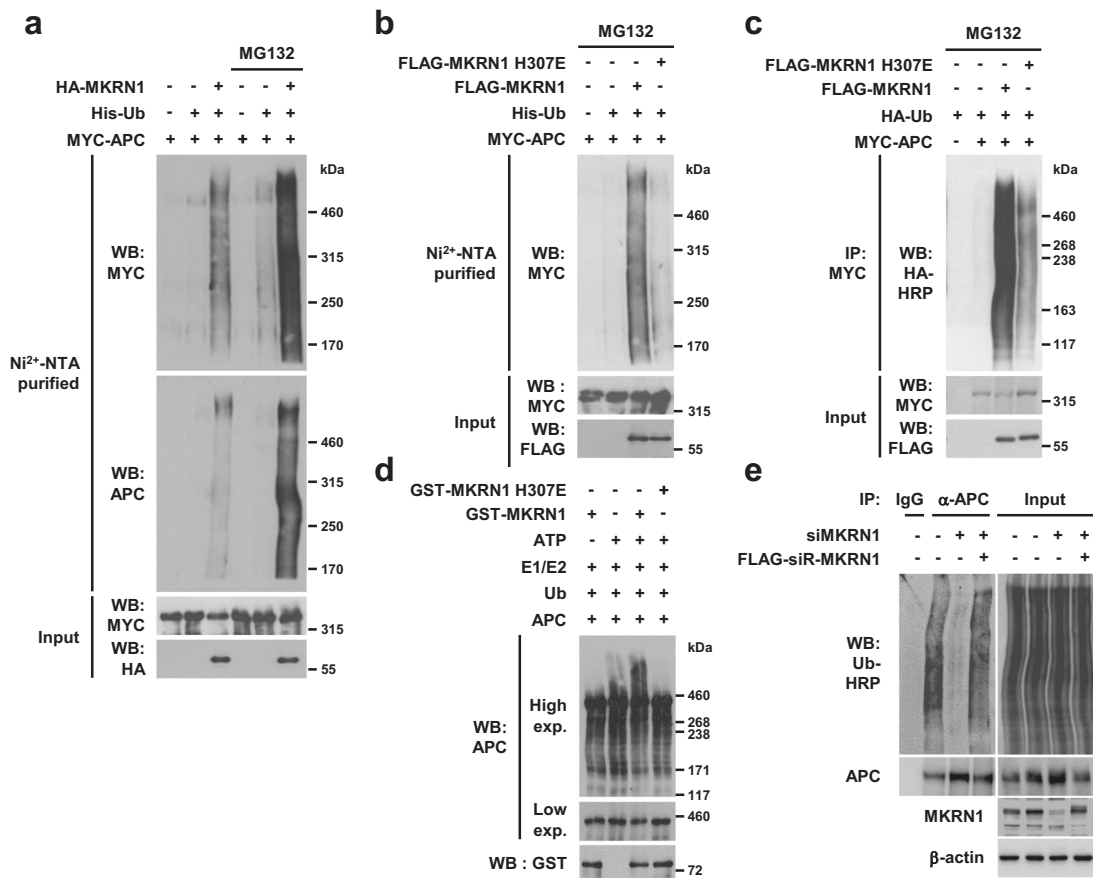 a
MG132
HA-MKRN1 - - + - - +
His-Ub - + + - + +
MYC-APC + + + + + +
kDa
Ni²⁺-NTA purified
WB: MYC
460
315
250
170
WB: APC
460
315
250
170
Input
WB: MYC
315
WB: HA
55
b
MG132
FLAG-MKRN1 H307E - - - +
FLAG-MKRN1 - - + -
His-Ub - + + +
MYC-APC + + + +
kDa
Ni²⁺-NTA purified
WB: MYC
460
315
250
170
Input
WB : MYC
315
WB: FLAG
55
c
MG132
FLAG-MKRN1 H307E - - - +
FLAG-MKRN1 - - + -
HA-Ub + + + +
MYC-APC - + + +
kDa
IP: MYC
WB: HA-HRP
460
268
238
163
117
Input
WB: MYC
315
WB: FLAG
55
d
GST-MKRN1 H307E - - - +
GST-MKRN1 + - + -
ATP - + + +
E1/E2 + + + +
Ub + + + +
APC + + + +
kDa
WB: APC
High exp.
460
268
238
171
117
Low exp.
460
WB : GST
72
e
IP: IgG α-APC Input
siMKRN1 - - + + - - + +
FLAG-siR-MKRN1 - - - + - - - +
WB: Ub-HRP
APC
MKRN1
β-actin